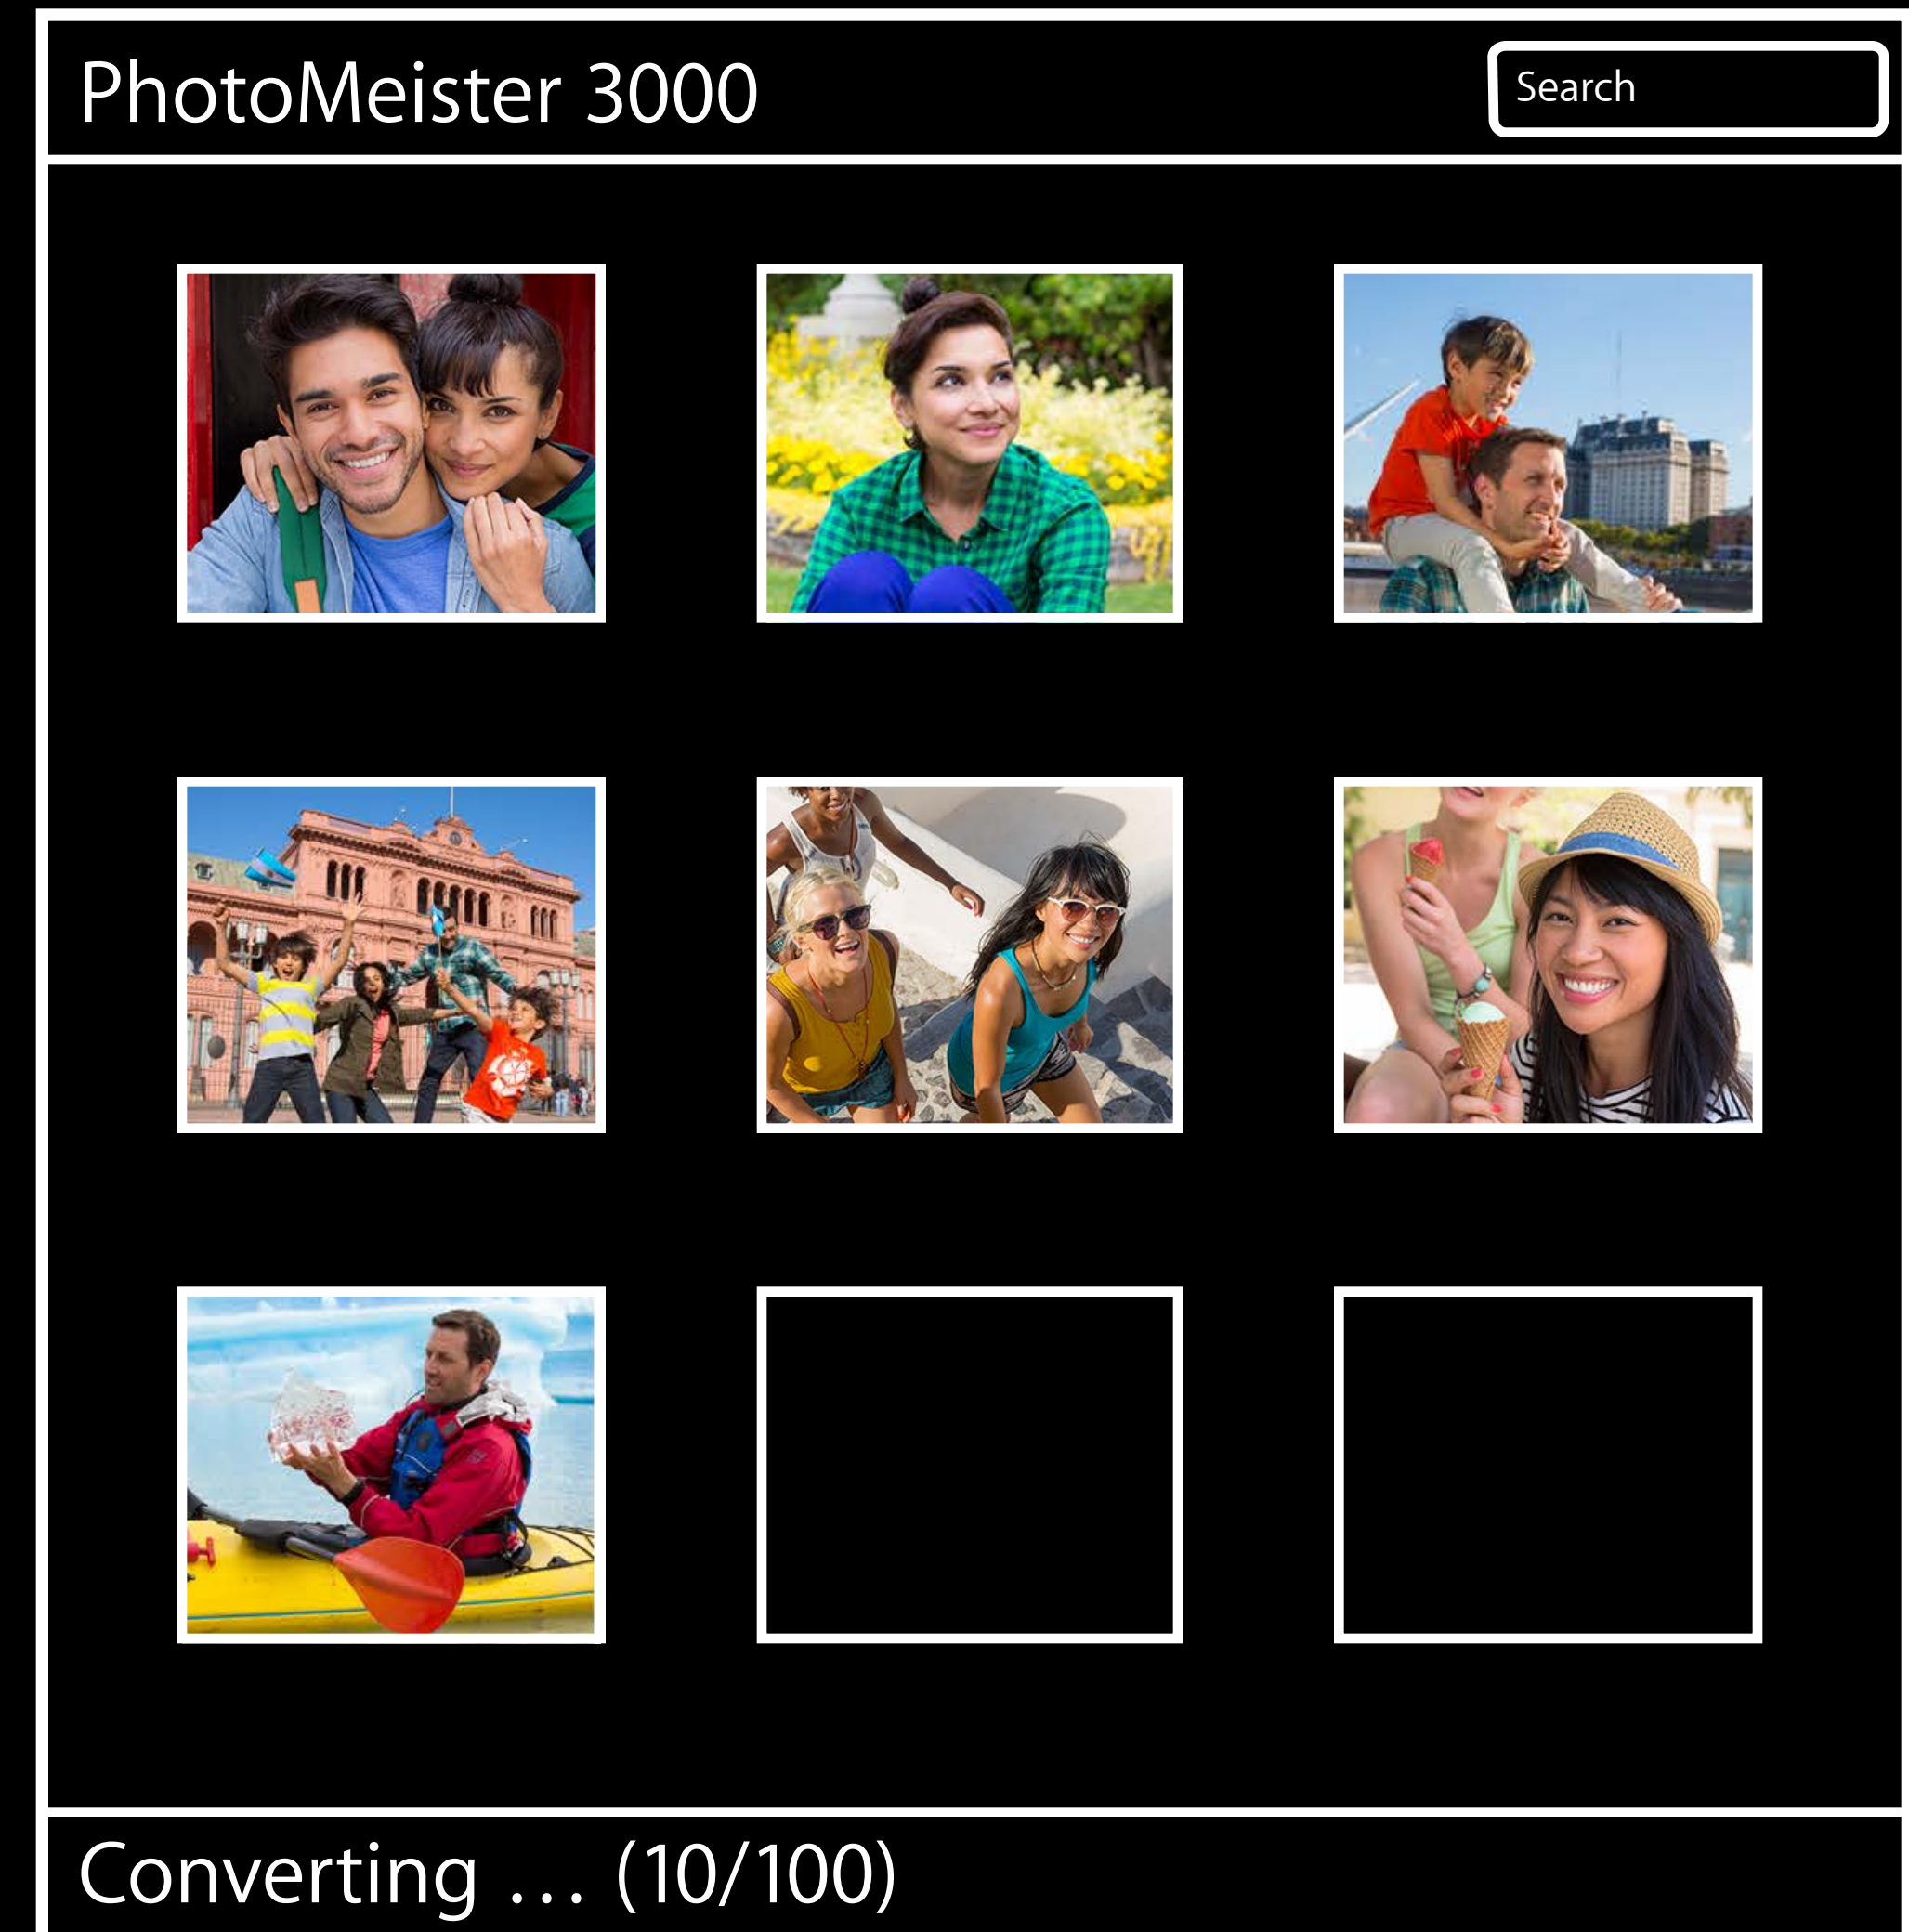 PhotoMeister 3000
Search
Converting … (10/100)